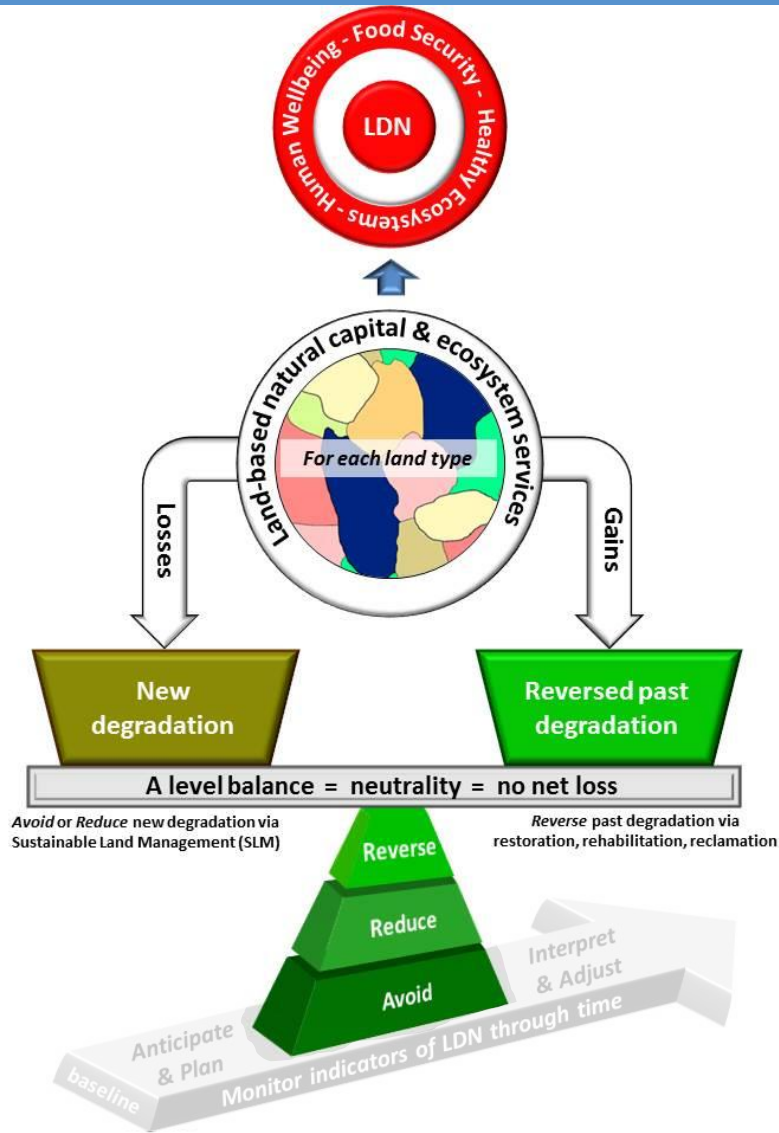 Human Wellbeing - Food Security - Healthy Ecosystems -
LDN
Land-based natural capital & ecosystem services
For each land type
Losses
Gains
New
degradation
Reversed past
degradation
A level balance = neutrality = no net loss
Avoid or Reduce new degradation via
Sustainable Land Management (SLM)
Reverse past degradation via
restoration, rehabilitation, reclamation
Reverse
Reduce
Avoid
Anticipate
& Plan
Interpret
& Adjust
baseline
Monitor indicators of LDN through time